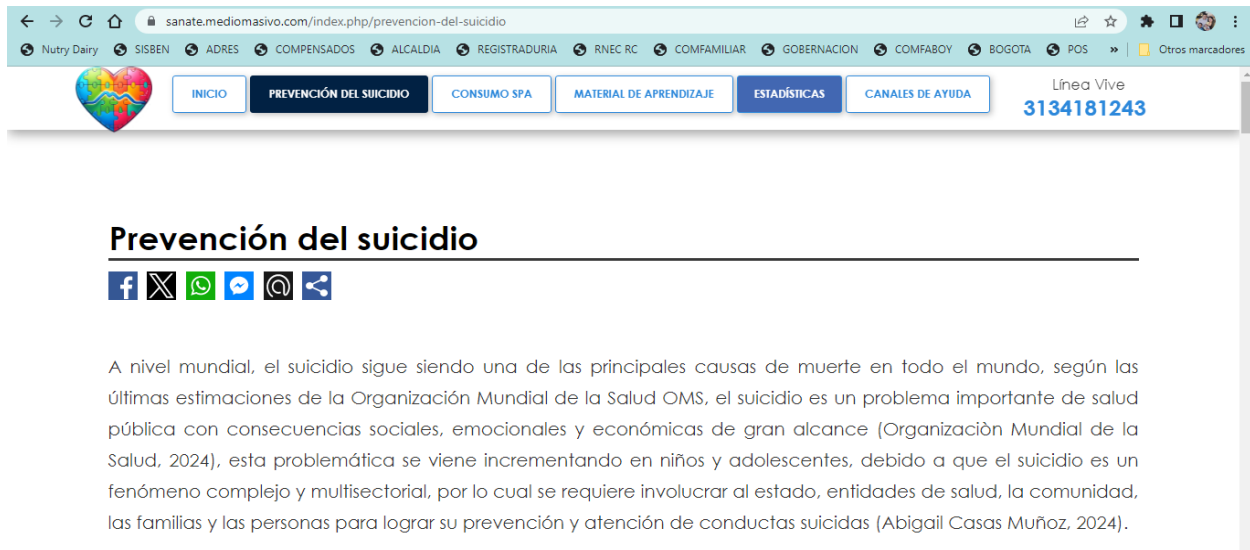 sanate.mediomasivo.com/index.php/prevencion-del-suicidio
Nutry Dairy SISBEN ADRES COMPENSADOS ALCALDIA REGISTRADURIA RNEC RC COMFAMILIAR GOBERNACION COMFABOY BOGOTA POS » Otros marcadores
INICIO PREVENCIÓN DEL SUICIDIO CONSUMO SPA MATERIAL DE APRENDIZAJE ESTADÍSTICAS CANALES DE AYUDA
Línea Vive
3134181243
Prevención del suicidio
A nivel mundial, el suicidio sigue siendo una de las principales causas de muerte en todo el mundo, según las
últimas estimaciones de la Organización Mundial de la Salud OMS, el suicidio es un problema importante de salud
pública con consecuencias sociales, emocionales y económicas de gran alcance (Organizaciòn Mundial de la
Salud, 2024), esta problemática se viene incrementando en niños y adolescentes, debido a que el suicidio es un
fenómeno complejo y multisectorial, por lo cual se requiere involucrar al estado, entidades de salud, la comunidad,
las familias y las personas para lograr su prevención y atención de conductas suicidas (Abigail Casas Muñoz, 2024).